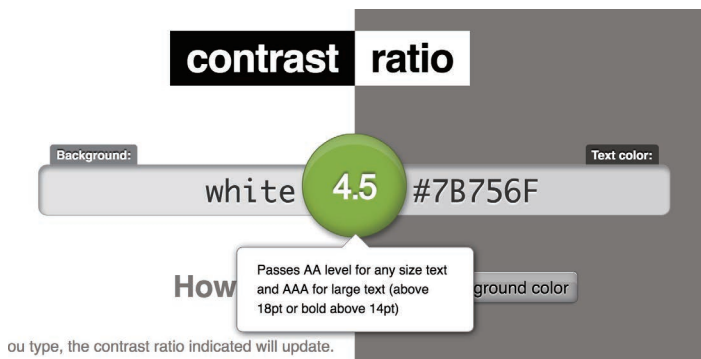 contrast ratio
Background:
Text color:
white 4.5 #7B756F
Passes AA level for any size text
and AAA for large text (above
18pt or bold above 14pt)
How
ground color
ou type, the contrast ratio indicated will update.